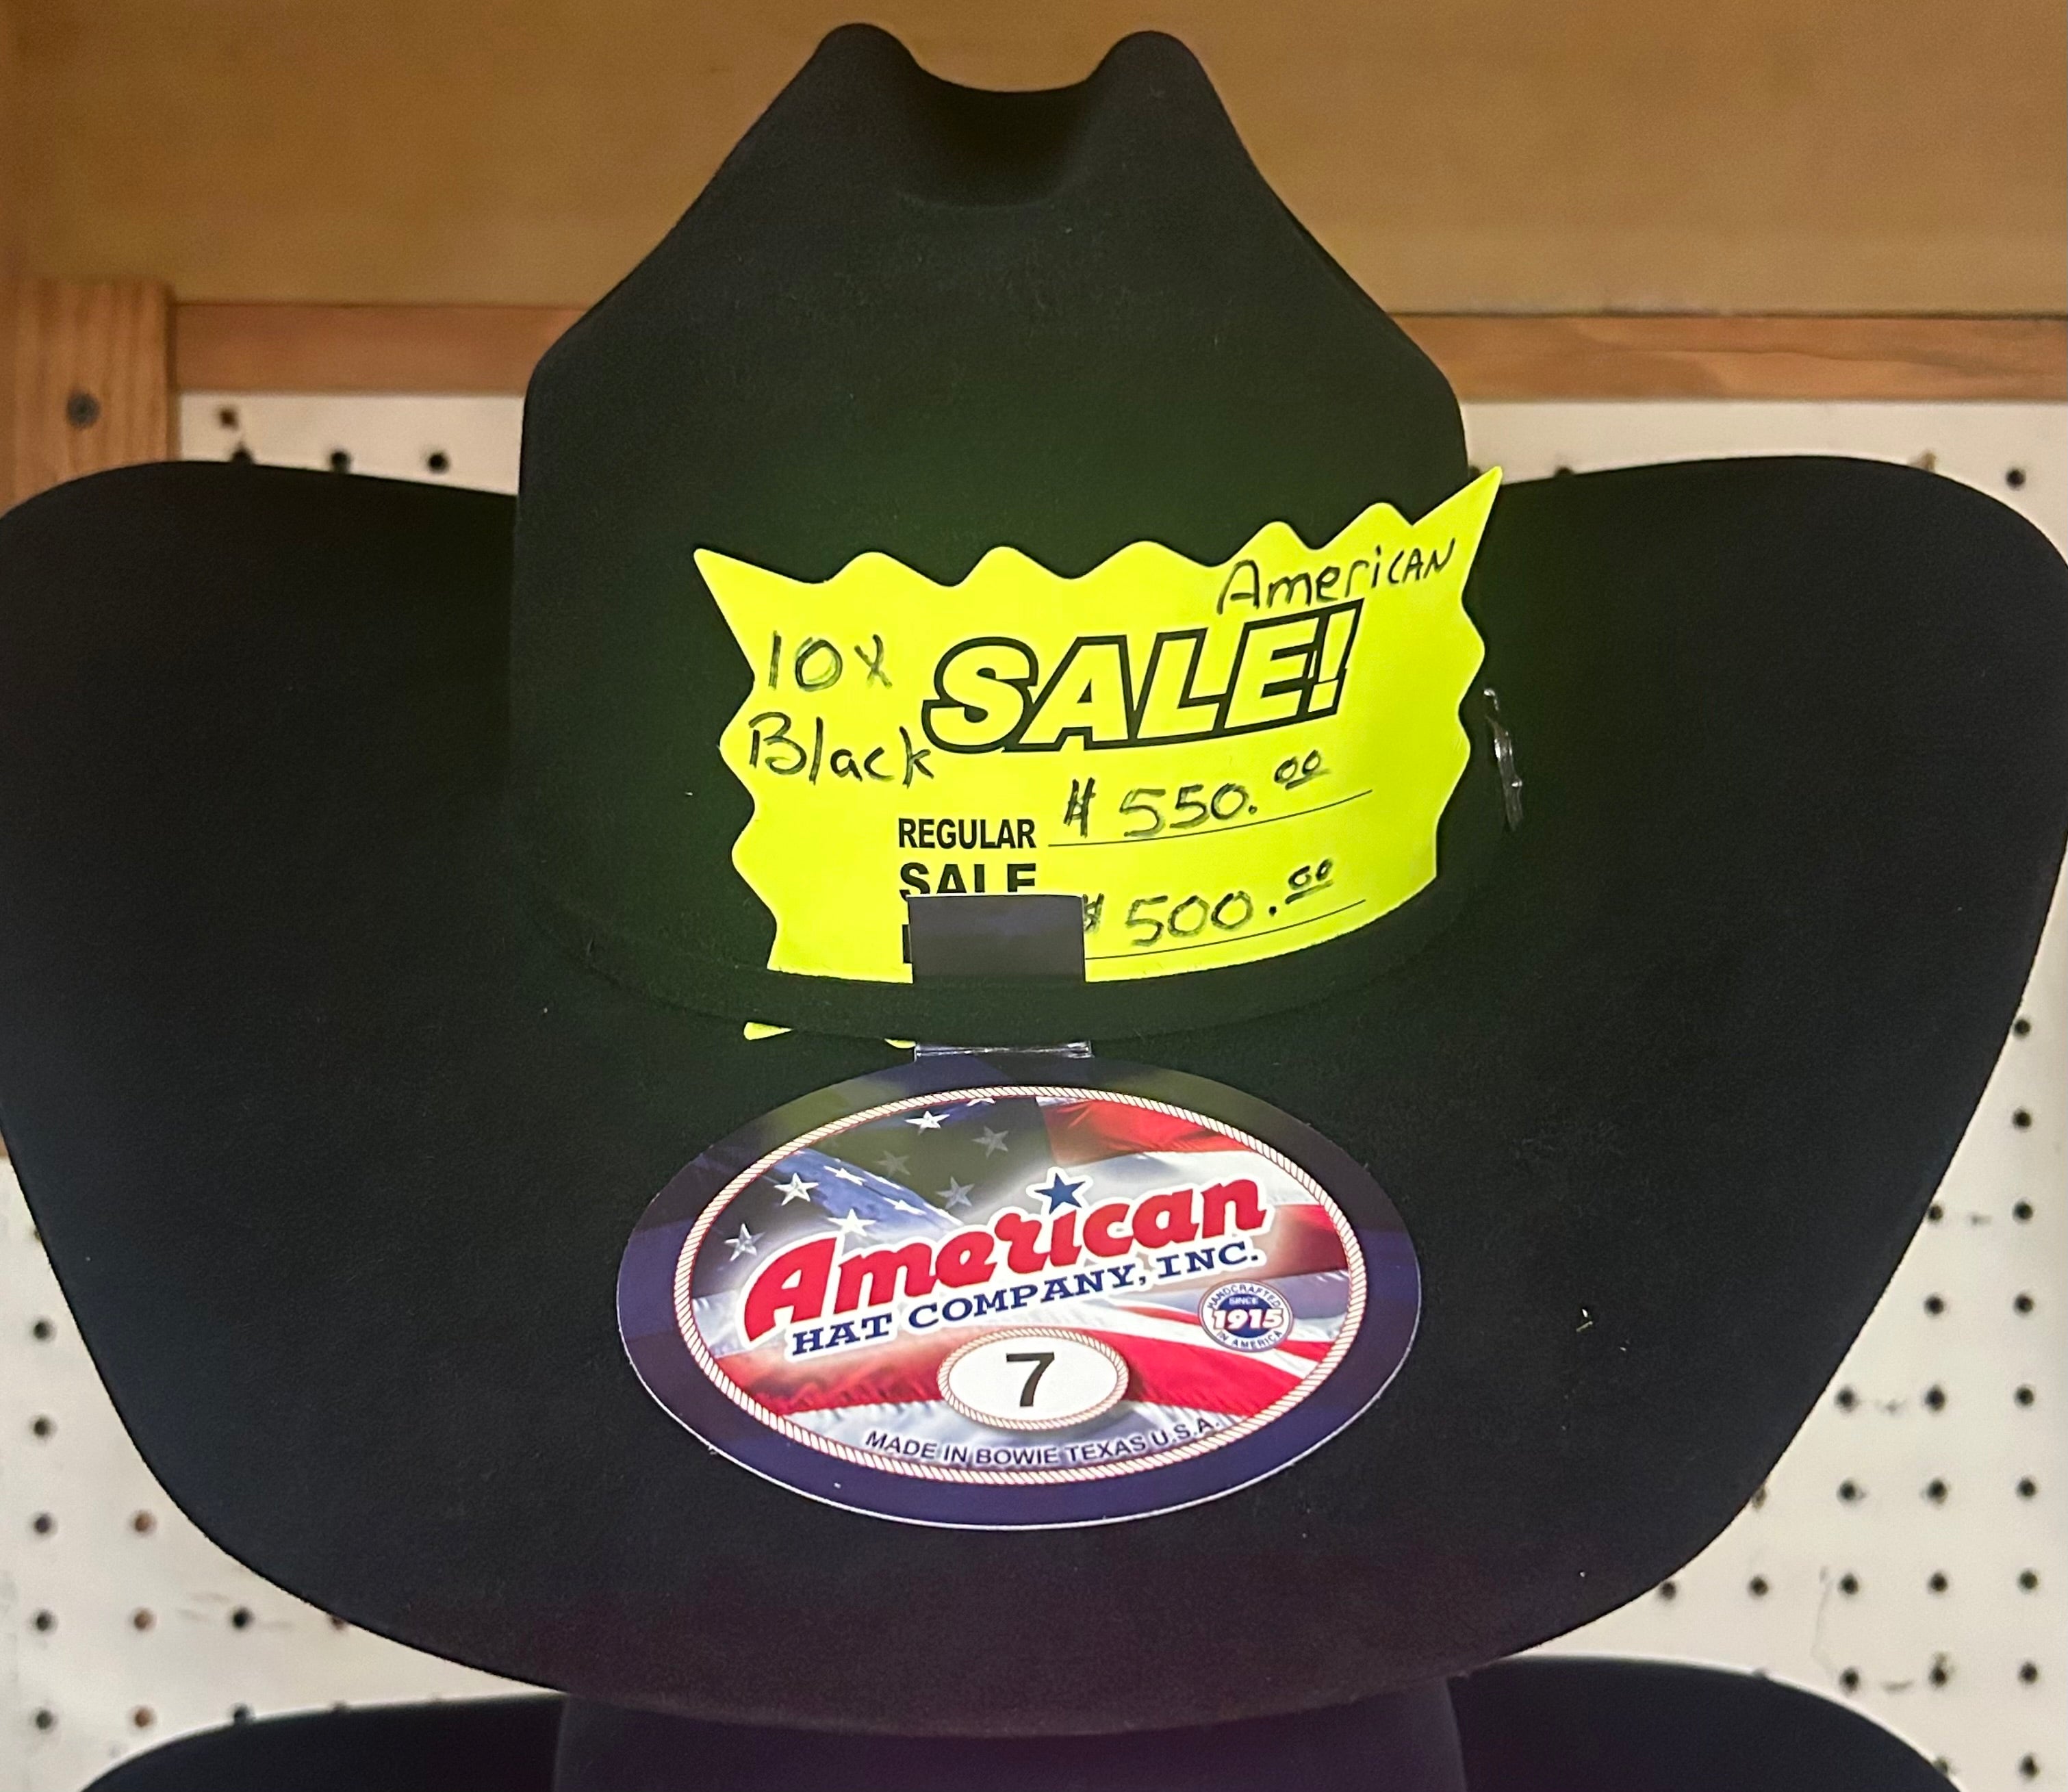 American
10X
SALE!
Black
REGULAR $ 550.00
SALE
$ 500.00
American
HAT COMPANY, INC.
HANDCRAFTED
SINCE
1915
IN AMERICA
7
MADE IN BOWIE TEXAS U.S.A.